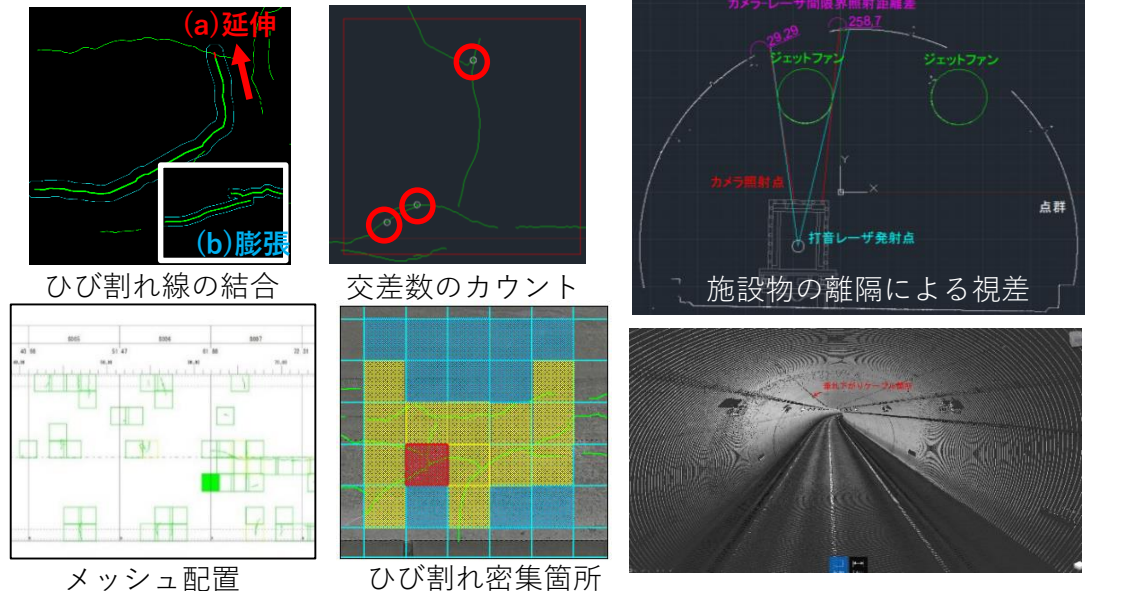 (a)延伸
(b)膨張
ひび割れ線の結合
交差数のカウント
カメラ-レーザ間限界照射距離差
29.29
258.7
ジェットファン
ジェットファン
カメラ照射点
Y
X
点群
打音レーザ発射点
施設物の離隔による視差
メッシュ配置
ひび割れ密集箇所